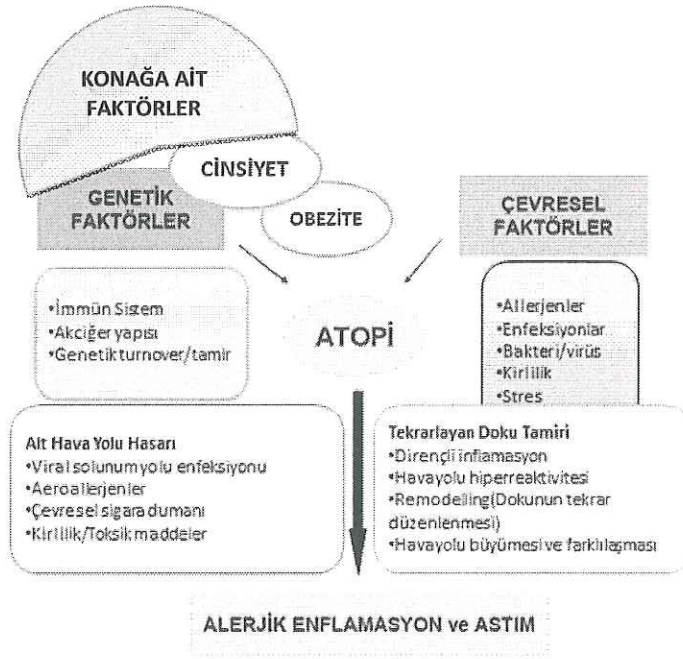 KONAĞA AİT
FAKTÖRLER
CİNSİYET
GENETİK
FAKTÖRLER
OBEZİTE
ÇEVRESEL
FAKTÖRLER
•İmmün Sistem
•Akciğer yapısı
•Genetik turnover/tamir
ATOPİ
•Allerjenler
•Enfeksiyonlar
•Bakteri/virüs
•Kirlilik
•Stres
Alt Hava Yolu Hasarı
•Viral solunum yolu enfeksiyonu
•Aeroallerjenler
•Çevresel sigara dumanı
•Kirlilik/Toksik maddeler
Tekrarlayan Doku Tamiri
•Dirençli inflamasyon
•Havayolu hiperreaktivitesi
•Remodelling(Dokunun tekrar
düzenlenmesi)
•Havayolu büyümesi ve farklılaşması
ALERJİK ENFLAMASYON ve ASTIM